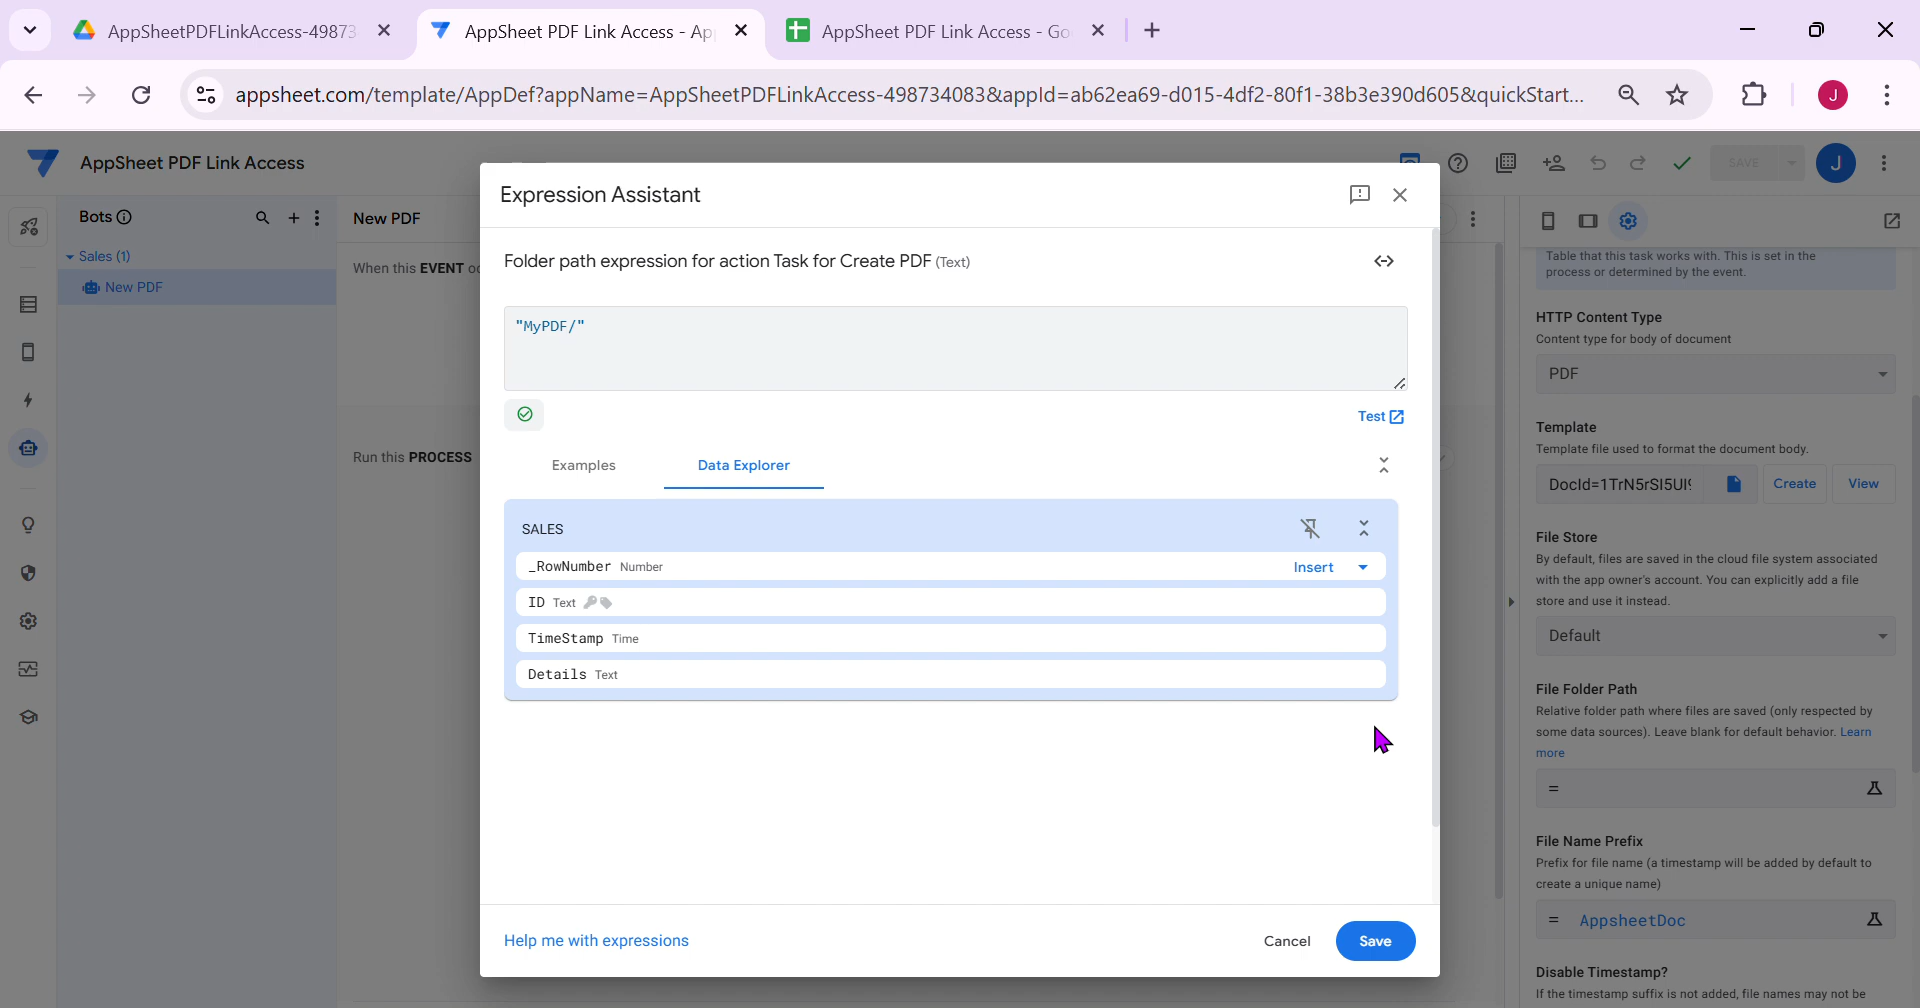 AppSheetPDFLinkAccess-49873
AppSheet PDF Link Access - Ap
AppSheet PDF Link Access - Go
appsheet.com/template/AppDef?appName=AppSheetPDFLinkAccess-498734083&appId=ab62ea69-d015-4df2-80f1-38b3e390d605&quickStart...
J
AppSheet PDF Link Access
SAVE
J
Bots
Sales (1)
New PDF
New PDF
When this EVENT oc
Run this PROCESS
Expression Assistant
Folder path expression for action Task for Create PDF (Text)
"MyPDF/"
Test
Examples
Data Explorer
SALES
_RowNumber Number
Insert
ID Text
TimeStamp Time
Details Text
Help me with expressions
Cancel
Save
Table that this task works with. This is set in the
process or determined by the event.
HTTP Content Type
Content type for body of document
PDF
Template
Template file used to format the document body.
DocId=1TrN5rSI5UI
Create
View
File Store
By default, files are saved in the cloud file system associated
with the app owner's account. You can explicitly add a file
store and use it instead.
Default
File Folder Path
Relative folder path where files are saved (only respected by
some data sources). Leave blank for default behavior. Learn
more
=
File Name Prefix
Prefix for file name (a timestamp will be added by default to
create a unique name)
= AppsheetDoc
Disable Timestamp?
If the timestamp suffix is not added, file names may not be